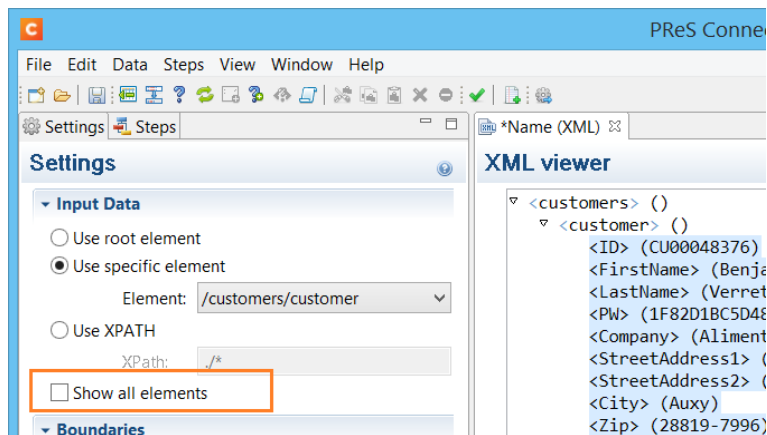 PReS Conne
File Edit Data Steps View Window Help
Settings Steps
*Name (XML)
Settings
XML viewer
Input Data
Use root element
Use specific element
Element: /customers/customer
Use XPATH
XPath: ./*
Show all elements
Boundaries
<customers> ()
<customer> ()
<ID> (CU00048376)
<FirstName> (Benja
<LastName> (Verret
<PW> (1F82D1BC5D48
<Company> (Aliment
<StreetAddress1> (
<StreetAddress2> (
<City> (Auxy)
<Zip> (28819-7996)